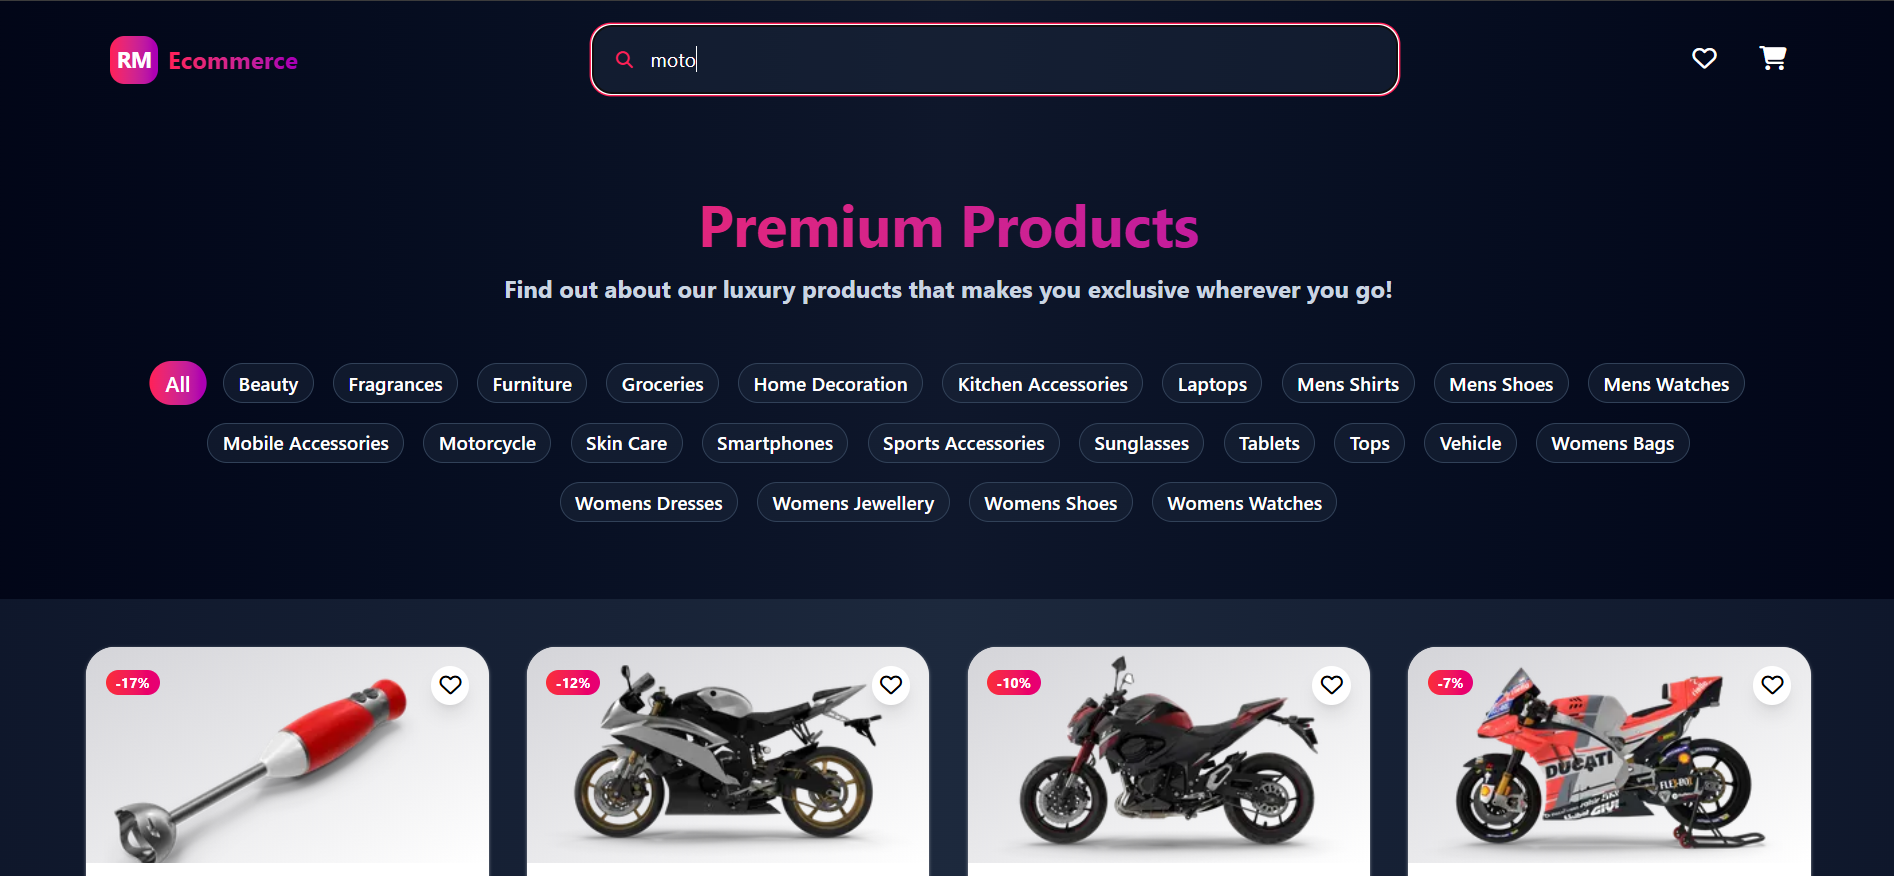 RM Ecommerce
moto
Premium Products
Find out about our luxury products that makes you exclusive wherever you go!
All Beauty Fragrances Furniture Groceries Home Decoration Kitchen Accessories Laptops Mens Shirts Mens Shoes Mens Watches
Mobile Accessories Motorcycle Skin Care Smartphones Sports Accessories Sunglasses Tablets Tops Vehicle Womens Bags
Womens Dresses Womens Jewellery Womens Shoes Womens Watches
-17% -12% -10% -7%
DUCATI